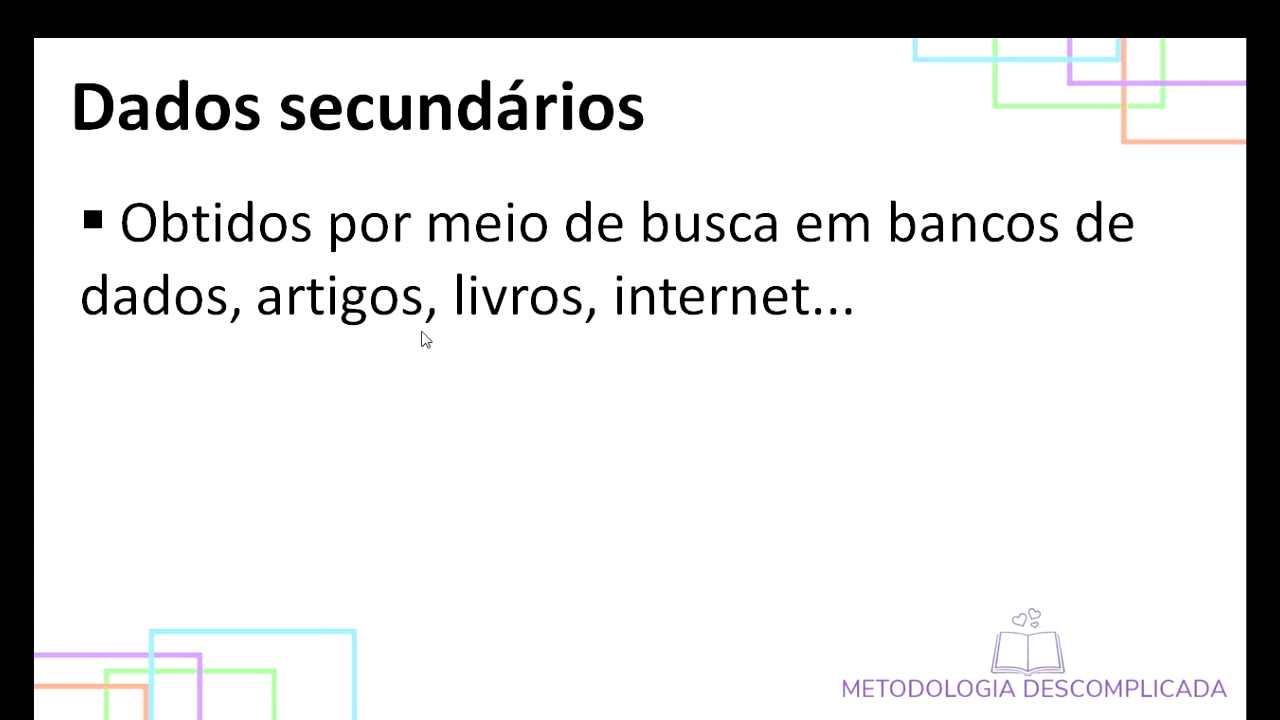 Dados secundários
▪ Obtidos por meio de busca em bancos de
dados, artigos, livros, internet...
METODOLOGIA DESCOMPLICADA